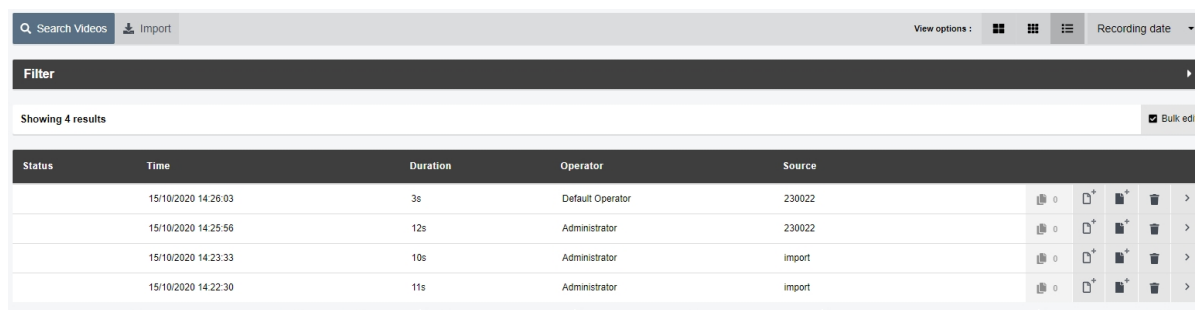 Search Videos Import View options : Recording date
Filter
Showing 4 results Bulk edi
Status Time Duration Operator Source
15/10/2020 14:26:03 3s Default Operator 230022 0
15/10/2020 14:25:56 12s Administrator 230022 0
15/10/2020 14:23:33 10s Administrator import 0
15/10/2020 14:22:30 11s Administrator import 0